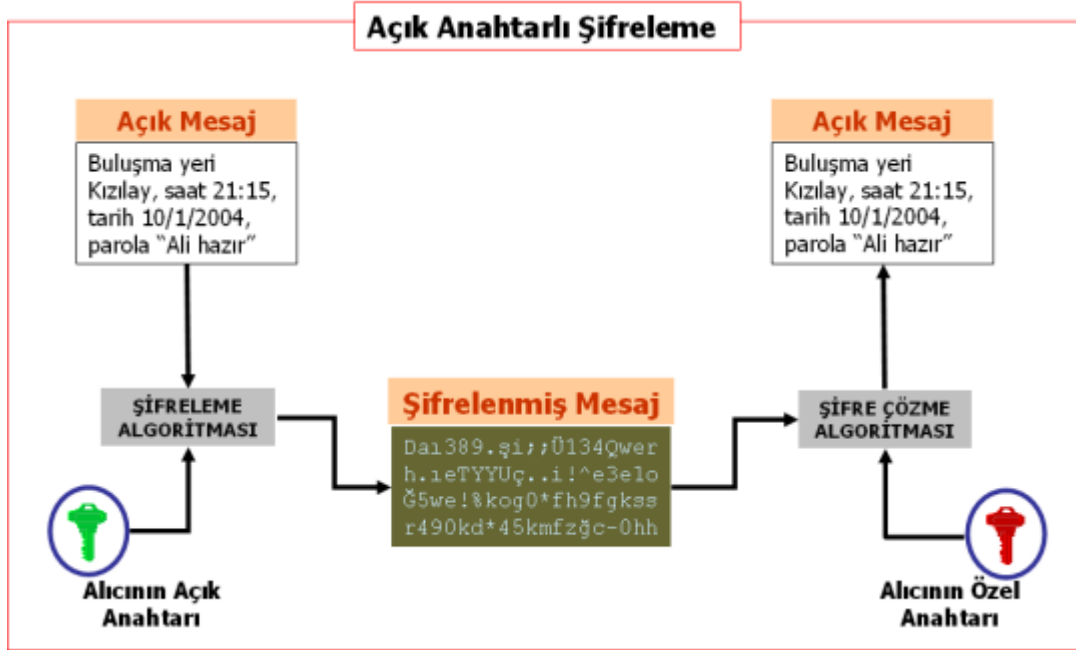 Açık Anahtarlı Şifreleme
Açık Mesaj
Buluşma yeri
Kızılay, saat 21:15,
tarih 10/1/2004,
parola “Ali hazır”
Açık Mesaj
Buluşma yeri
Kızılay, saat 21:15,
tarih 10/1/2004,
parola “Ali hazır”
ŞİFRELEME
ALGORİTMASI
Şifrelenmiş Mesaj
Daı389.şi;;Ü134Qwer
h.ıeTYYUç..i!^e3elo
Ğ5we!%kog0*fh9fgkss
r490kd*45kmfzğc-0hh
ŞİFRE ÇÖZME
ALGORİTMASI
Alıcının Açık
Anahtarı
Alıcının Özel
Anahtarı